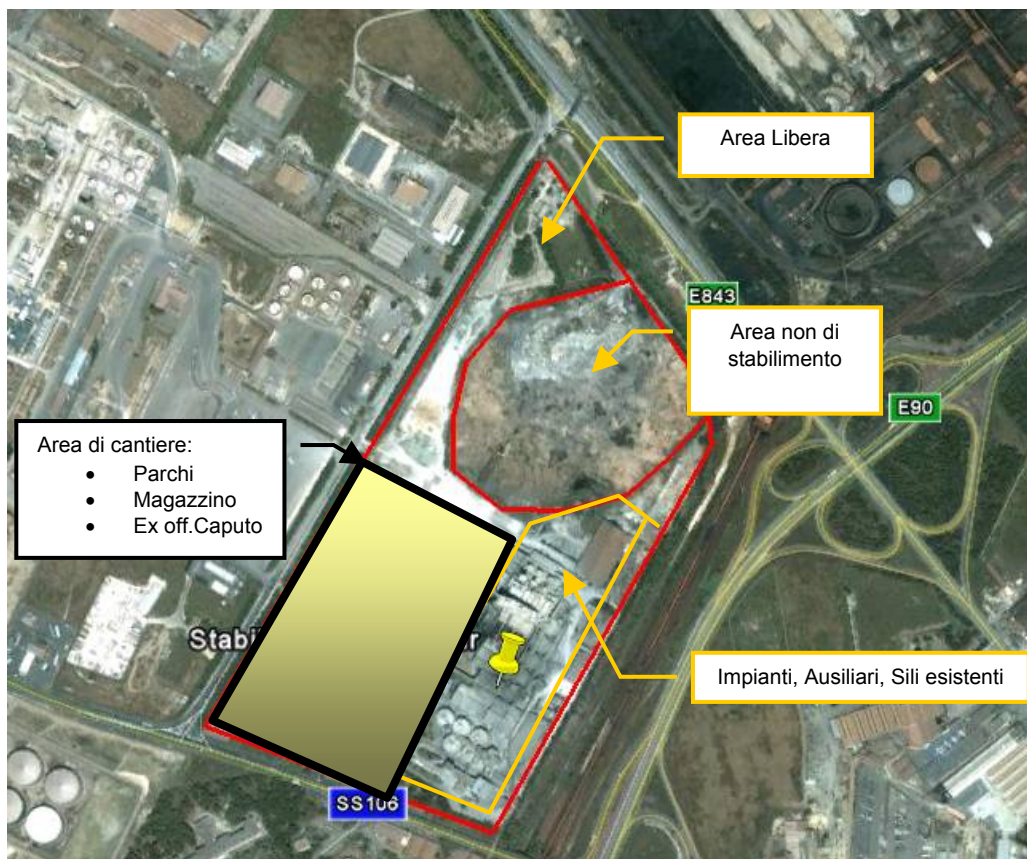 Area Libera
E843
Area non di
stabilimento
E90
Area di cantiere:
• Parchi
• Magazzino
• Ex off.Caputo
Stabi
r
Impianti, Ausiliari, Sili esistenti
SS106